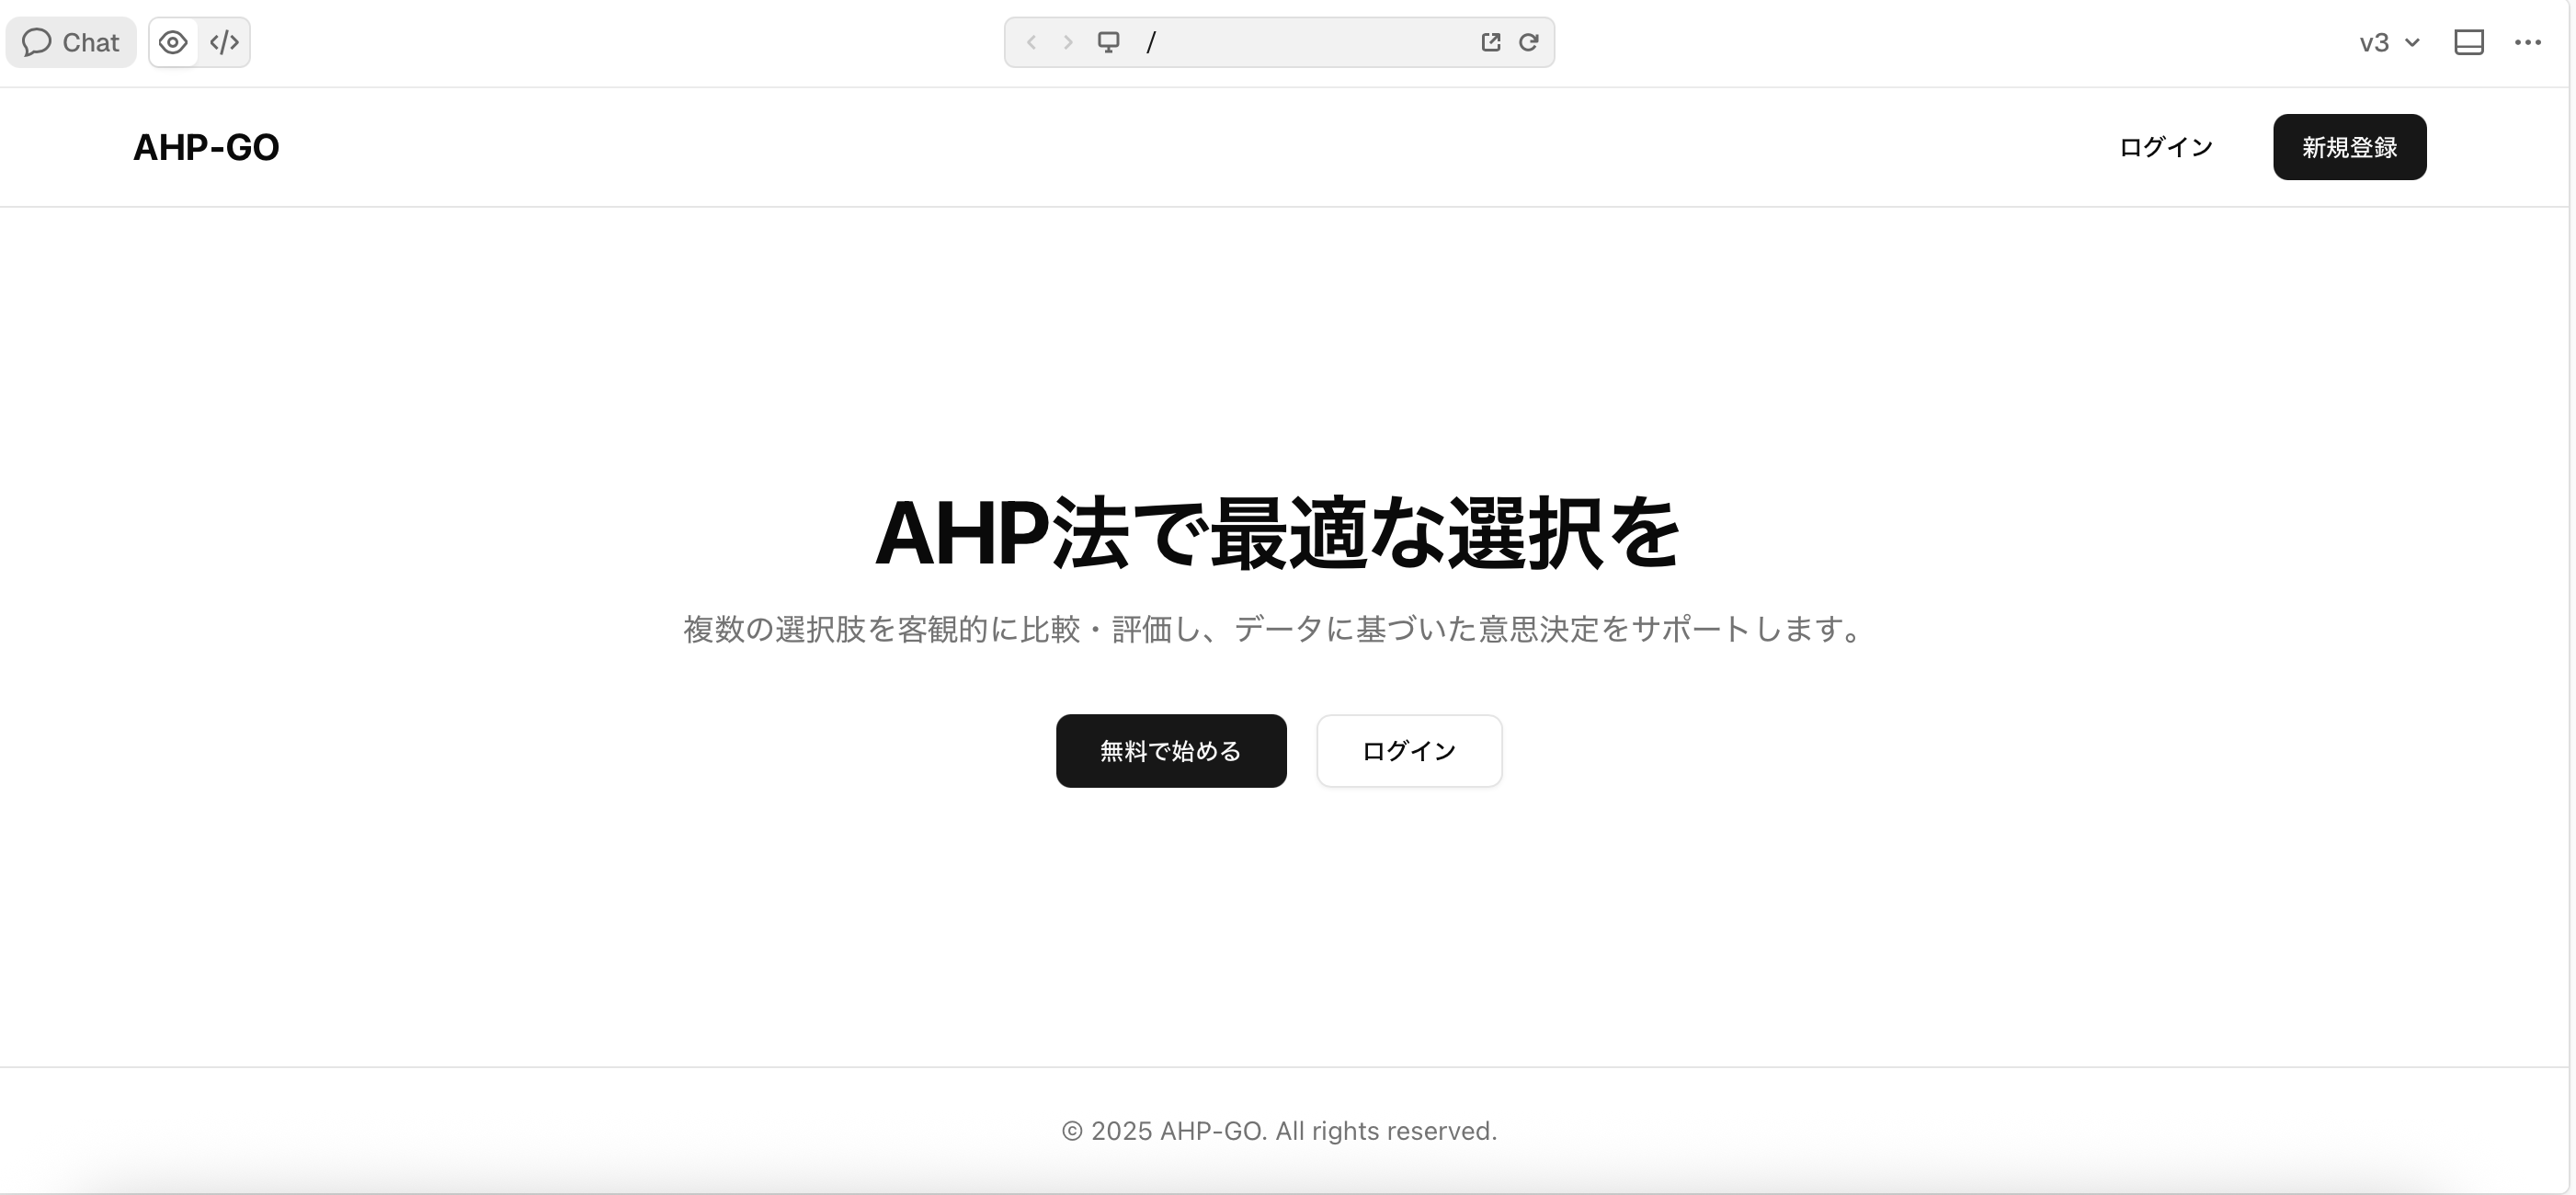 Chat
/
v3
AHP-GO
ログイン
新規登録
AHP法で最適な選択を
複数の選択肢を客観的に比較・評価し、データに基づいた意思決定をサポートします。
無料で始める
ログイン
© 2025 AHP-GO. All rights reserved.